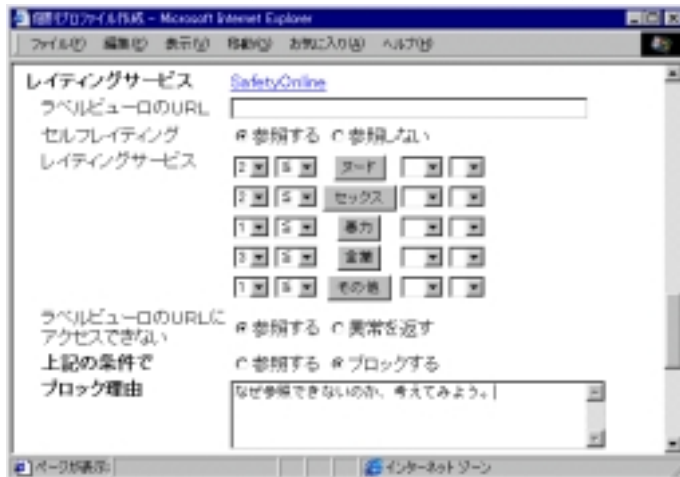 個別プロファイル作成 - Microsoft Internet Explorer
ファイル(F) 編集(E) 表示(V) 移動(G) お気に入り(A) ヘルプ(H)
レイティングサービス SafetyOnline
ラベルビューロのURL
セルフレイティング 参照する 参照しない
レイティングサービス 2 ≦ ヌード
2 ≦ セックス
1 ≦ 暴力
3 ≦ 言葉
1 ≦ その他
ラベルビューロのURLに
アクセスできない 参照する 異常を返す
上記の条件で 参照する ブロックする
ブロック理由 なぜ参照できないのか、考えてみよう。
ページが表示 インターネット ゾーン